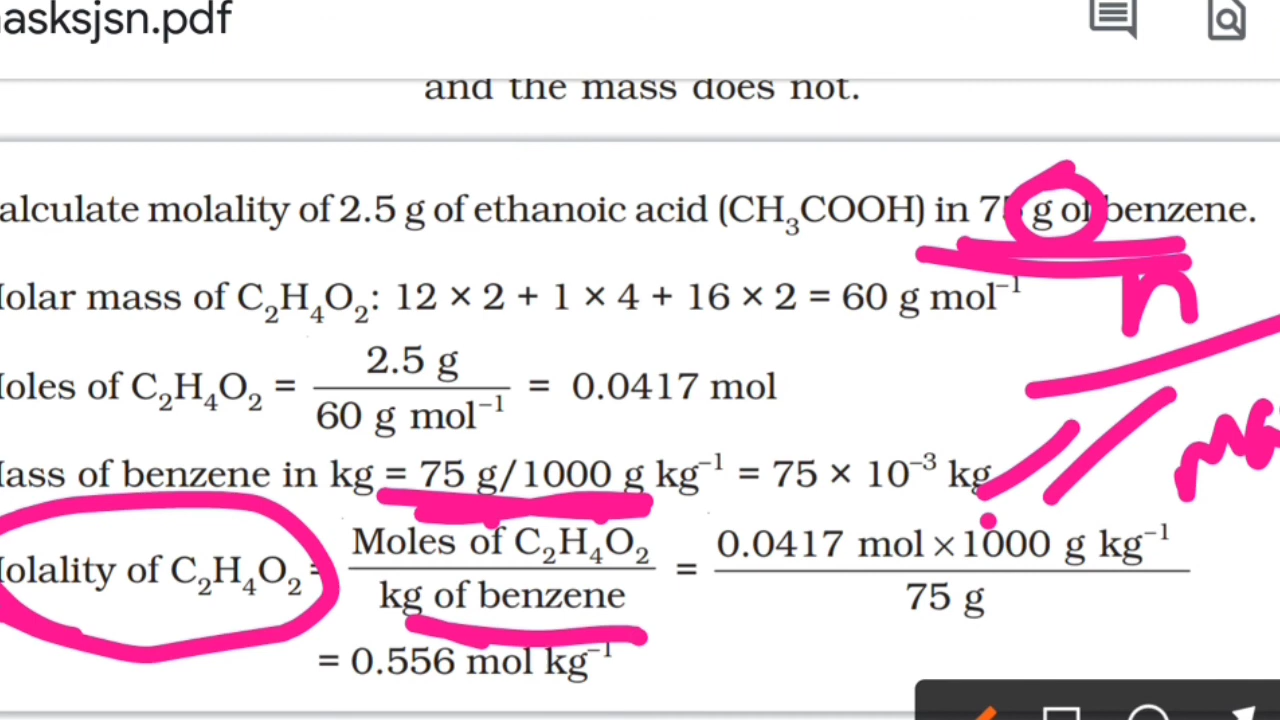 asksjsn.pdf
and the mass does not.
alculate molality of 2.5 g of ethanoic acid (CH₃COOH) in 75 g of benzene.
olar mass of C₂H₄O₂: 12 × 2 + 1 × 4 + 16 × 2 = 60 g mol⁻¹
n
oles of C₂H₄O₂ = 2.5 g / 60 g mol⁻¹ = 0.0417 mol
ass of benzene in kg = 75 g/1000 g kg⁻¹ = 75 × 10⁻³ kg
olality of C₂H₄O₂ = Moles of C₂H₄O₂ / kg of benzene = 0.0417 mol × 1000 g kg⁻¹ / 75 g
= 0.556 mol kg⁻¹